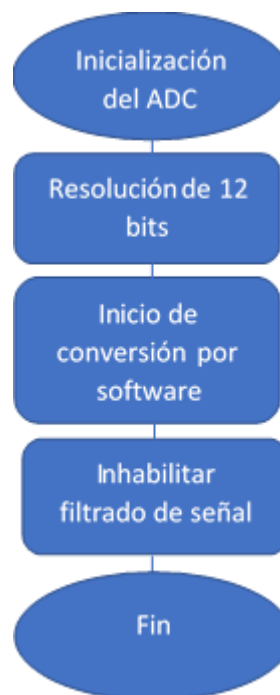 Inicialización
del ADC
Resolución de 12
bits
Inicio de
conversión por
software
Inhabilitar
filtrado de señal
Fin